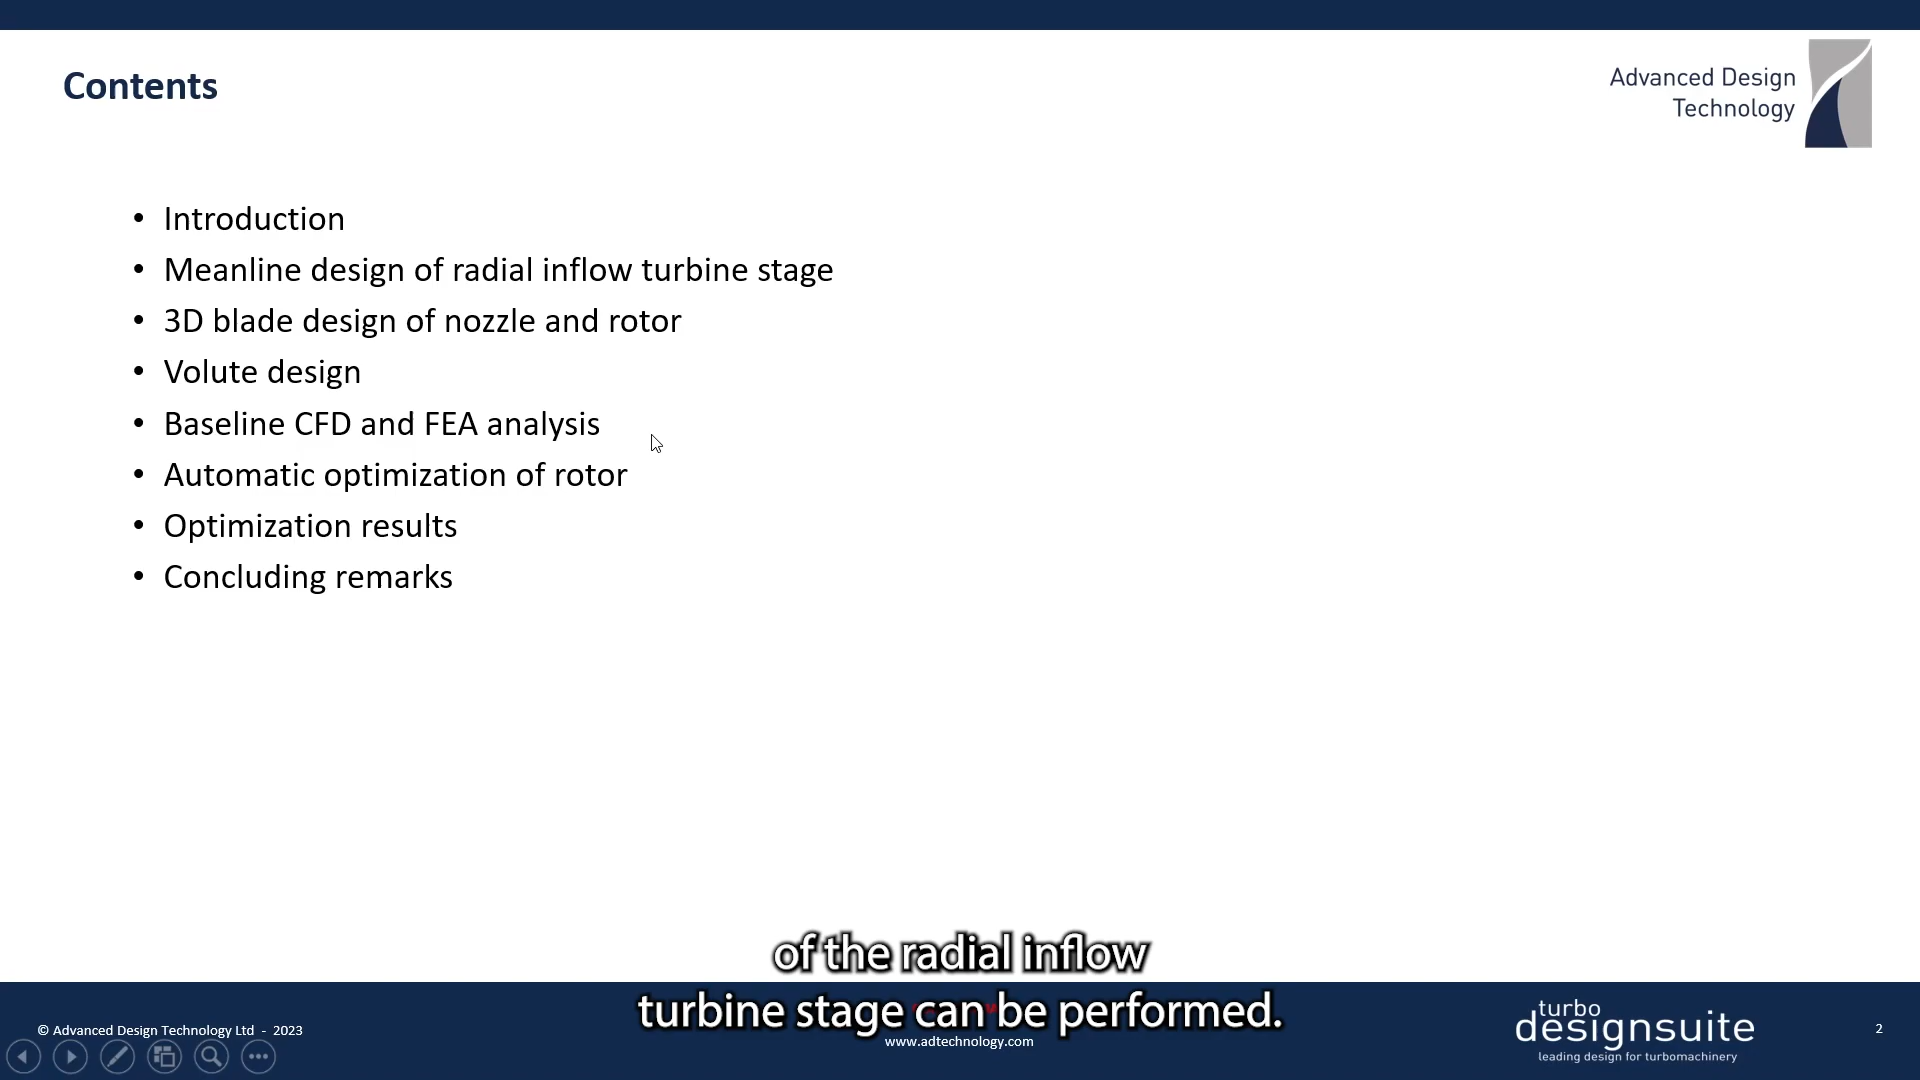 Contents
Advanced Design
Technology
• Introduction
• Meanline design of radial inflow turbine stage
• 3D blade design of nozzle and rotor
• Volute design
• Baseline CFD and FEA analysis
• Automatic optimization of rotor
• Optimization results
• Concluding remarks
of the radial inflow
turbine stage can be performed.
© Advanced Design Technology Ltd - 2023
www.adtechnology.com
turbo
designsuite
leading design for turbomachinery
2